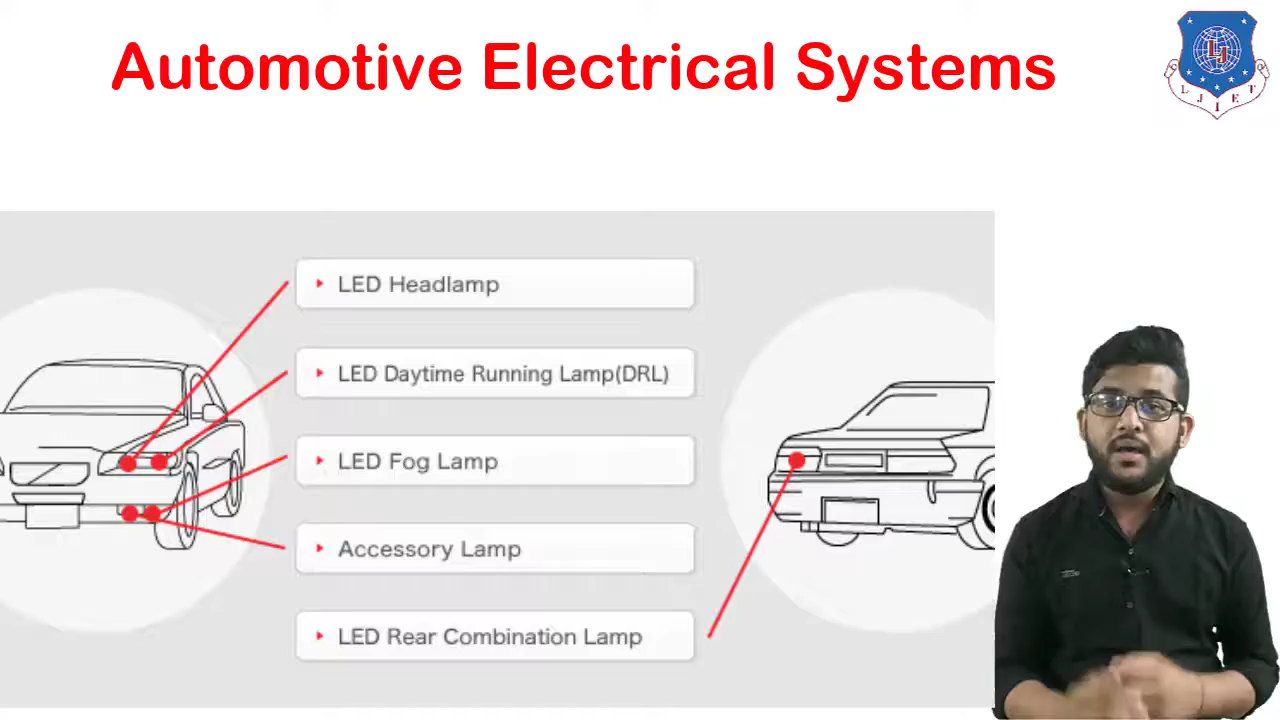 Automotive Electrical Systems
LJIET
LED Headlamp
LED Daytime Running Lamp(DRL)
LED Fog Lamp
Accessory Lamp
LED Rear Combination Lamp